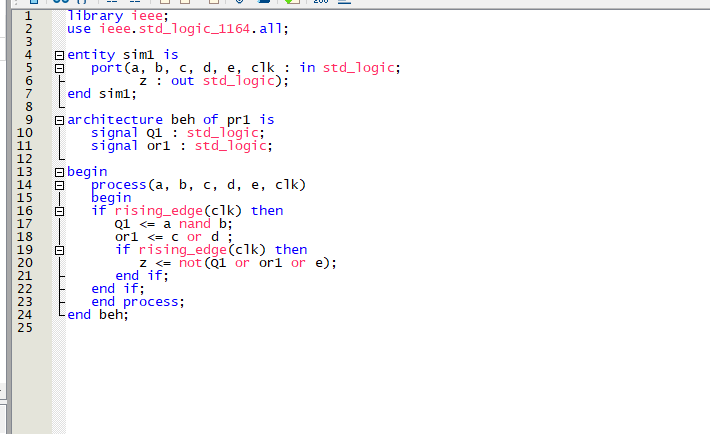 1 library ieee;
2 use ieee.std_logic_1164.all;
3
4 entity sim1 is
5 port(a, b, c, d, e, clk : in std_logic;
6 z : out std_logic);
7 end sim1;
8
9 architecture beh of pr1 is
10 signal Q1 : std_logic;
11 signal or1 : std_logic;
12
13 begin
14 process(a, b, c, d, e, clk)
15 begin
16 if rising_edge(clk) then
17 Q1 <= a nand b;
18 or1 <= c or d ;
19 if rising_edge(clk) then
20 z <= not(Q1 or or1 or e);
21 end if;
22 end if;
23 end process;
24 end beh;
25